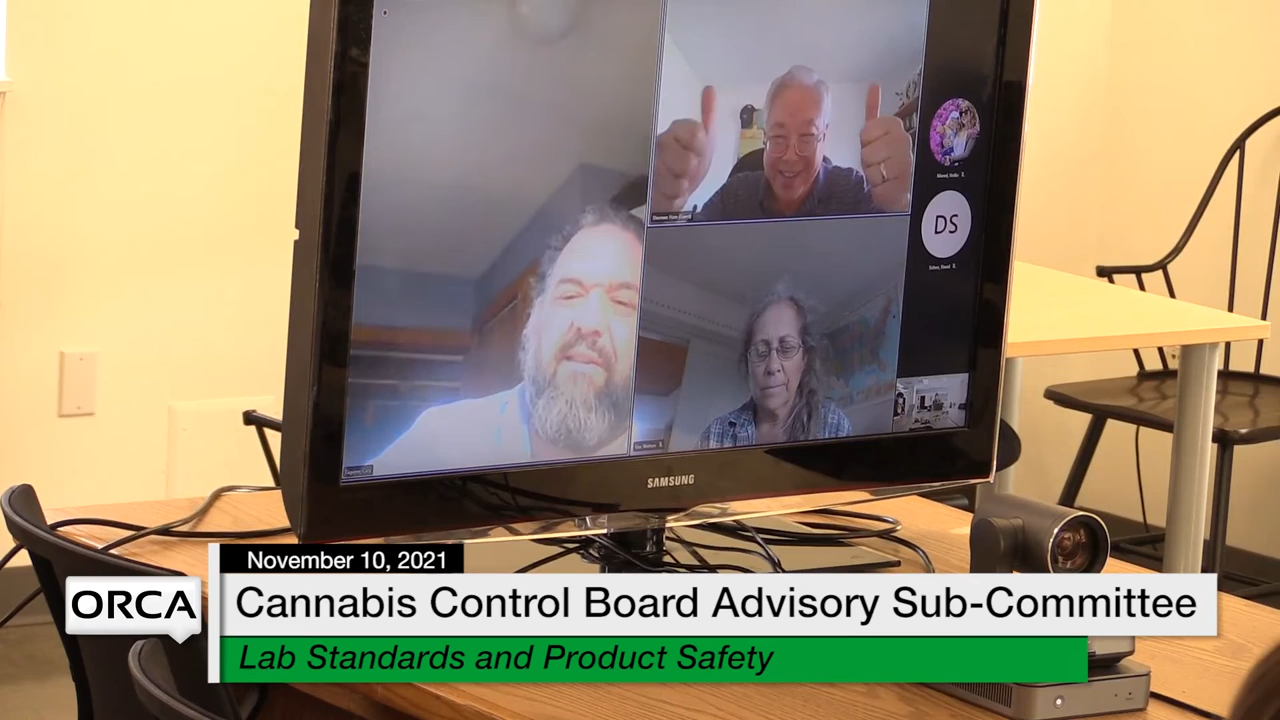 DS
SAMSUNG
November 10, 2021
ORCA
Cannabis Control Board Advisory Sub-Committee
Lab Standards and Product Safety